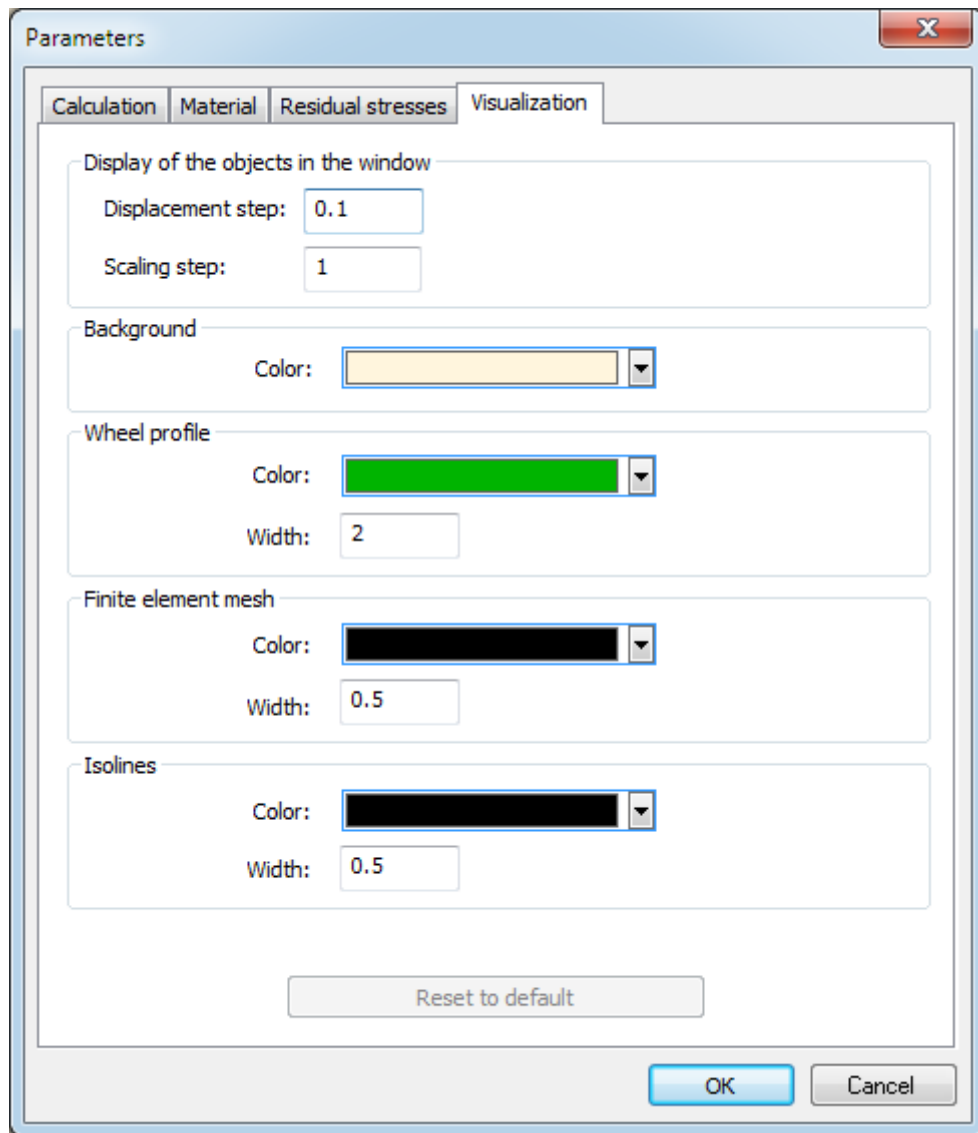 Parameters
Calculation Material Residual stresses Visualization
Display of the objects in the window
Displacement step: 0.1
Scaling step: 1
Background
Color:
Wheel profile
Color:
Width: 2
Finite element mesh
Color:
Width: 0.5
Isolines
Color:
Width: 0.5
Reset to default
OK Cancel